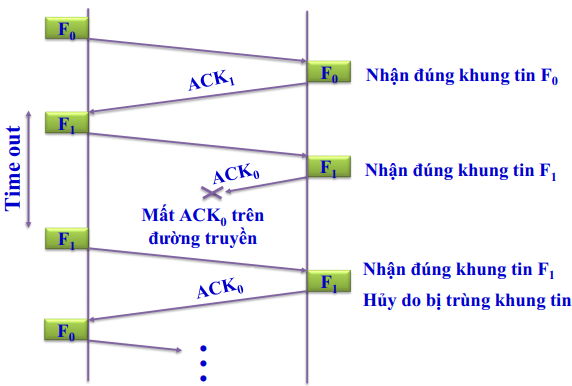 F0
F0
Nhận đúng khung tin F0
ACK1
Time out
F1
F1
Nhận đúng khung tin F1
ACK0
Mất ACK0 trên
đường truyền
F1
F1
Nhận đúng khung tin F1
Hủy do bị trùng khung tin
ACK0
F0